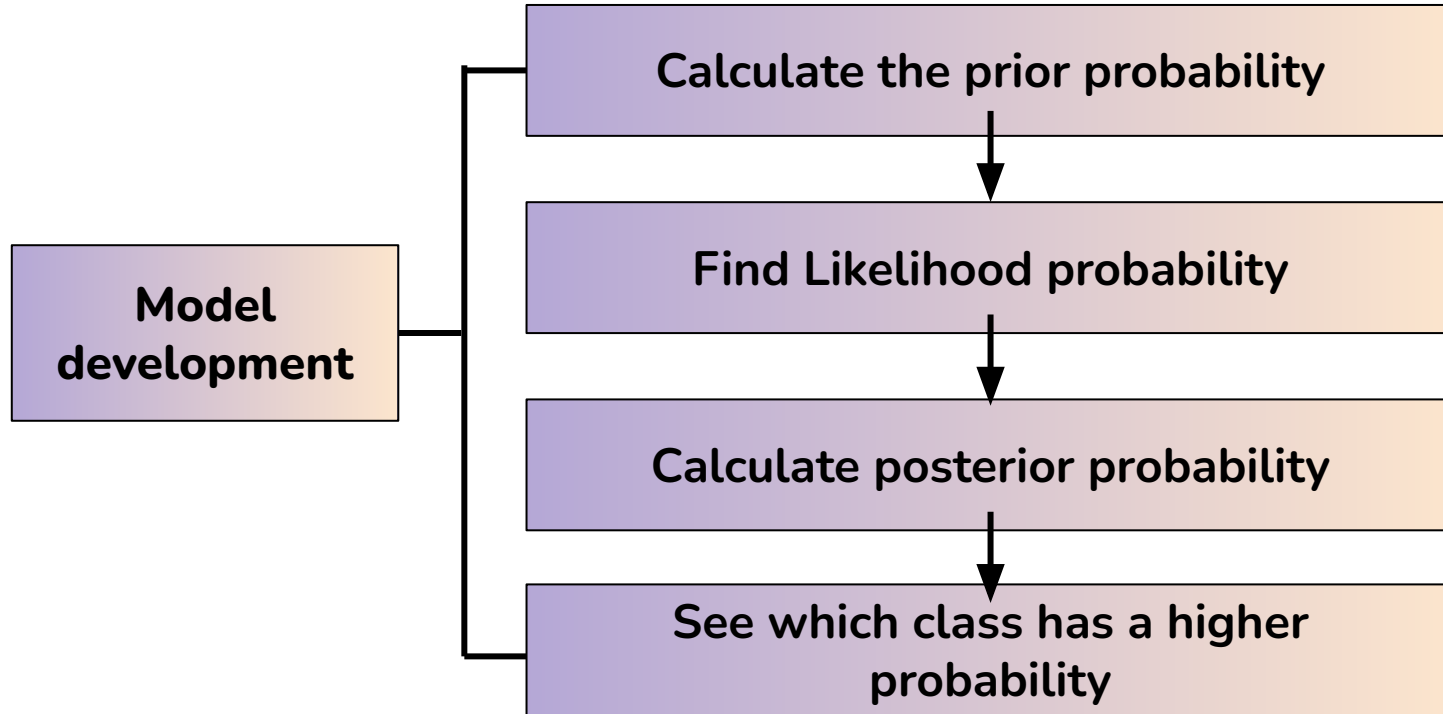 Calculate the prior probability
Find Likelihood probability
Model
development
Calculate posterior probability
See which class has a higher
probability